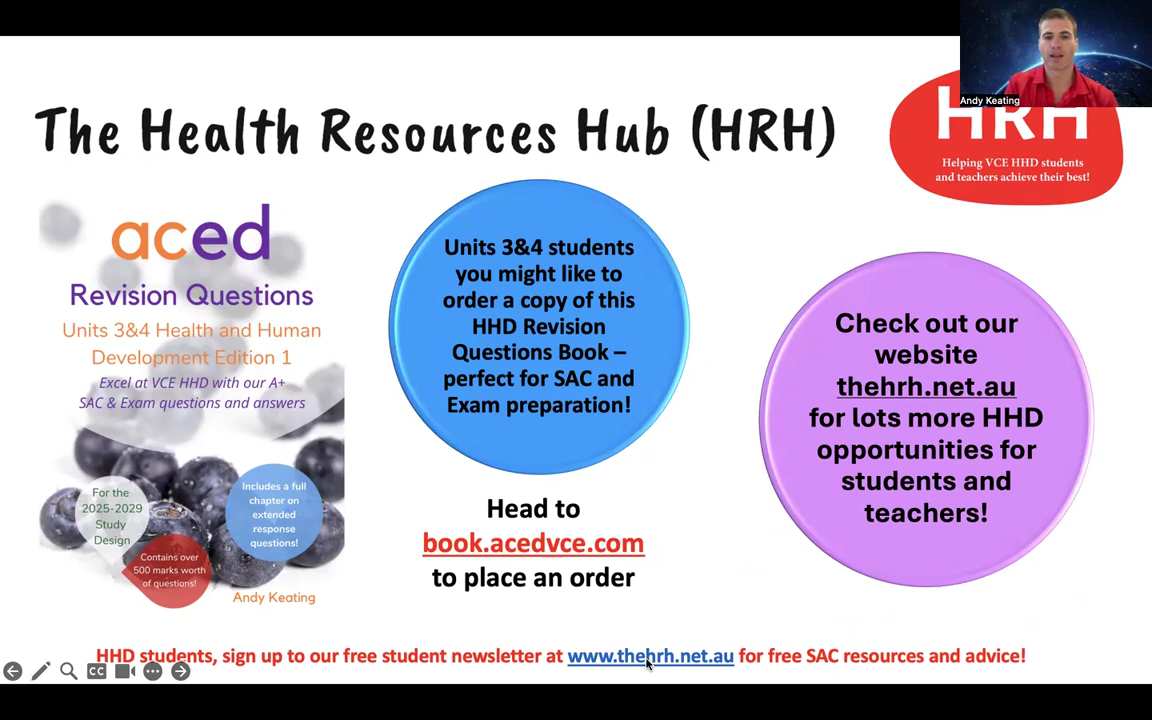 Andy Keating
The Health Resources Hub (HRH)
HRH
Helping VCE HHD students
and teachers achieve their best!
aced
Revision Questions
Units 3&4 Health and Human
Development Edition 1
Excel at VCE HHD with our A+
SAC & Exam questions and answers
For the
2025-2029
Study
Design
Includes a full
chapter on
extended
response
questions!
Contains over
500 marks worth
of questions!
Andy Keating
Units 3&4 students
you might like to
order a copy of this
HHD Revision
Questions Book –
perfect for SAC and
Exam preparation!
Head to
book.acedvce.com
to place an order
Check out our
website
thehrh.net.au
for lots more HHD
opportunities for
students and
teachers!
HHD students, sign up to our free student newsletter at www.thehrh.net.au for free SAC resources and advice!
CC